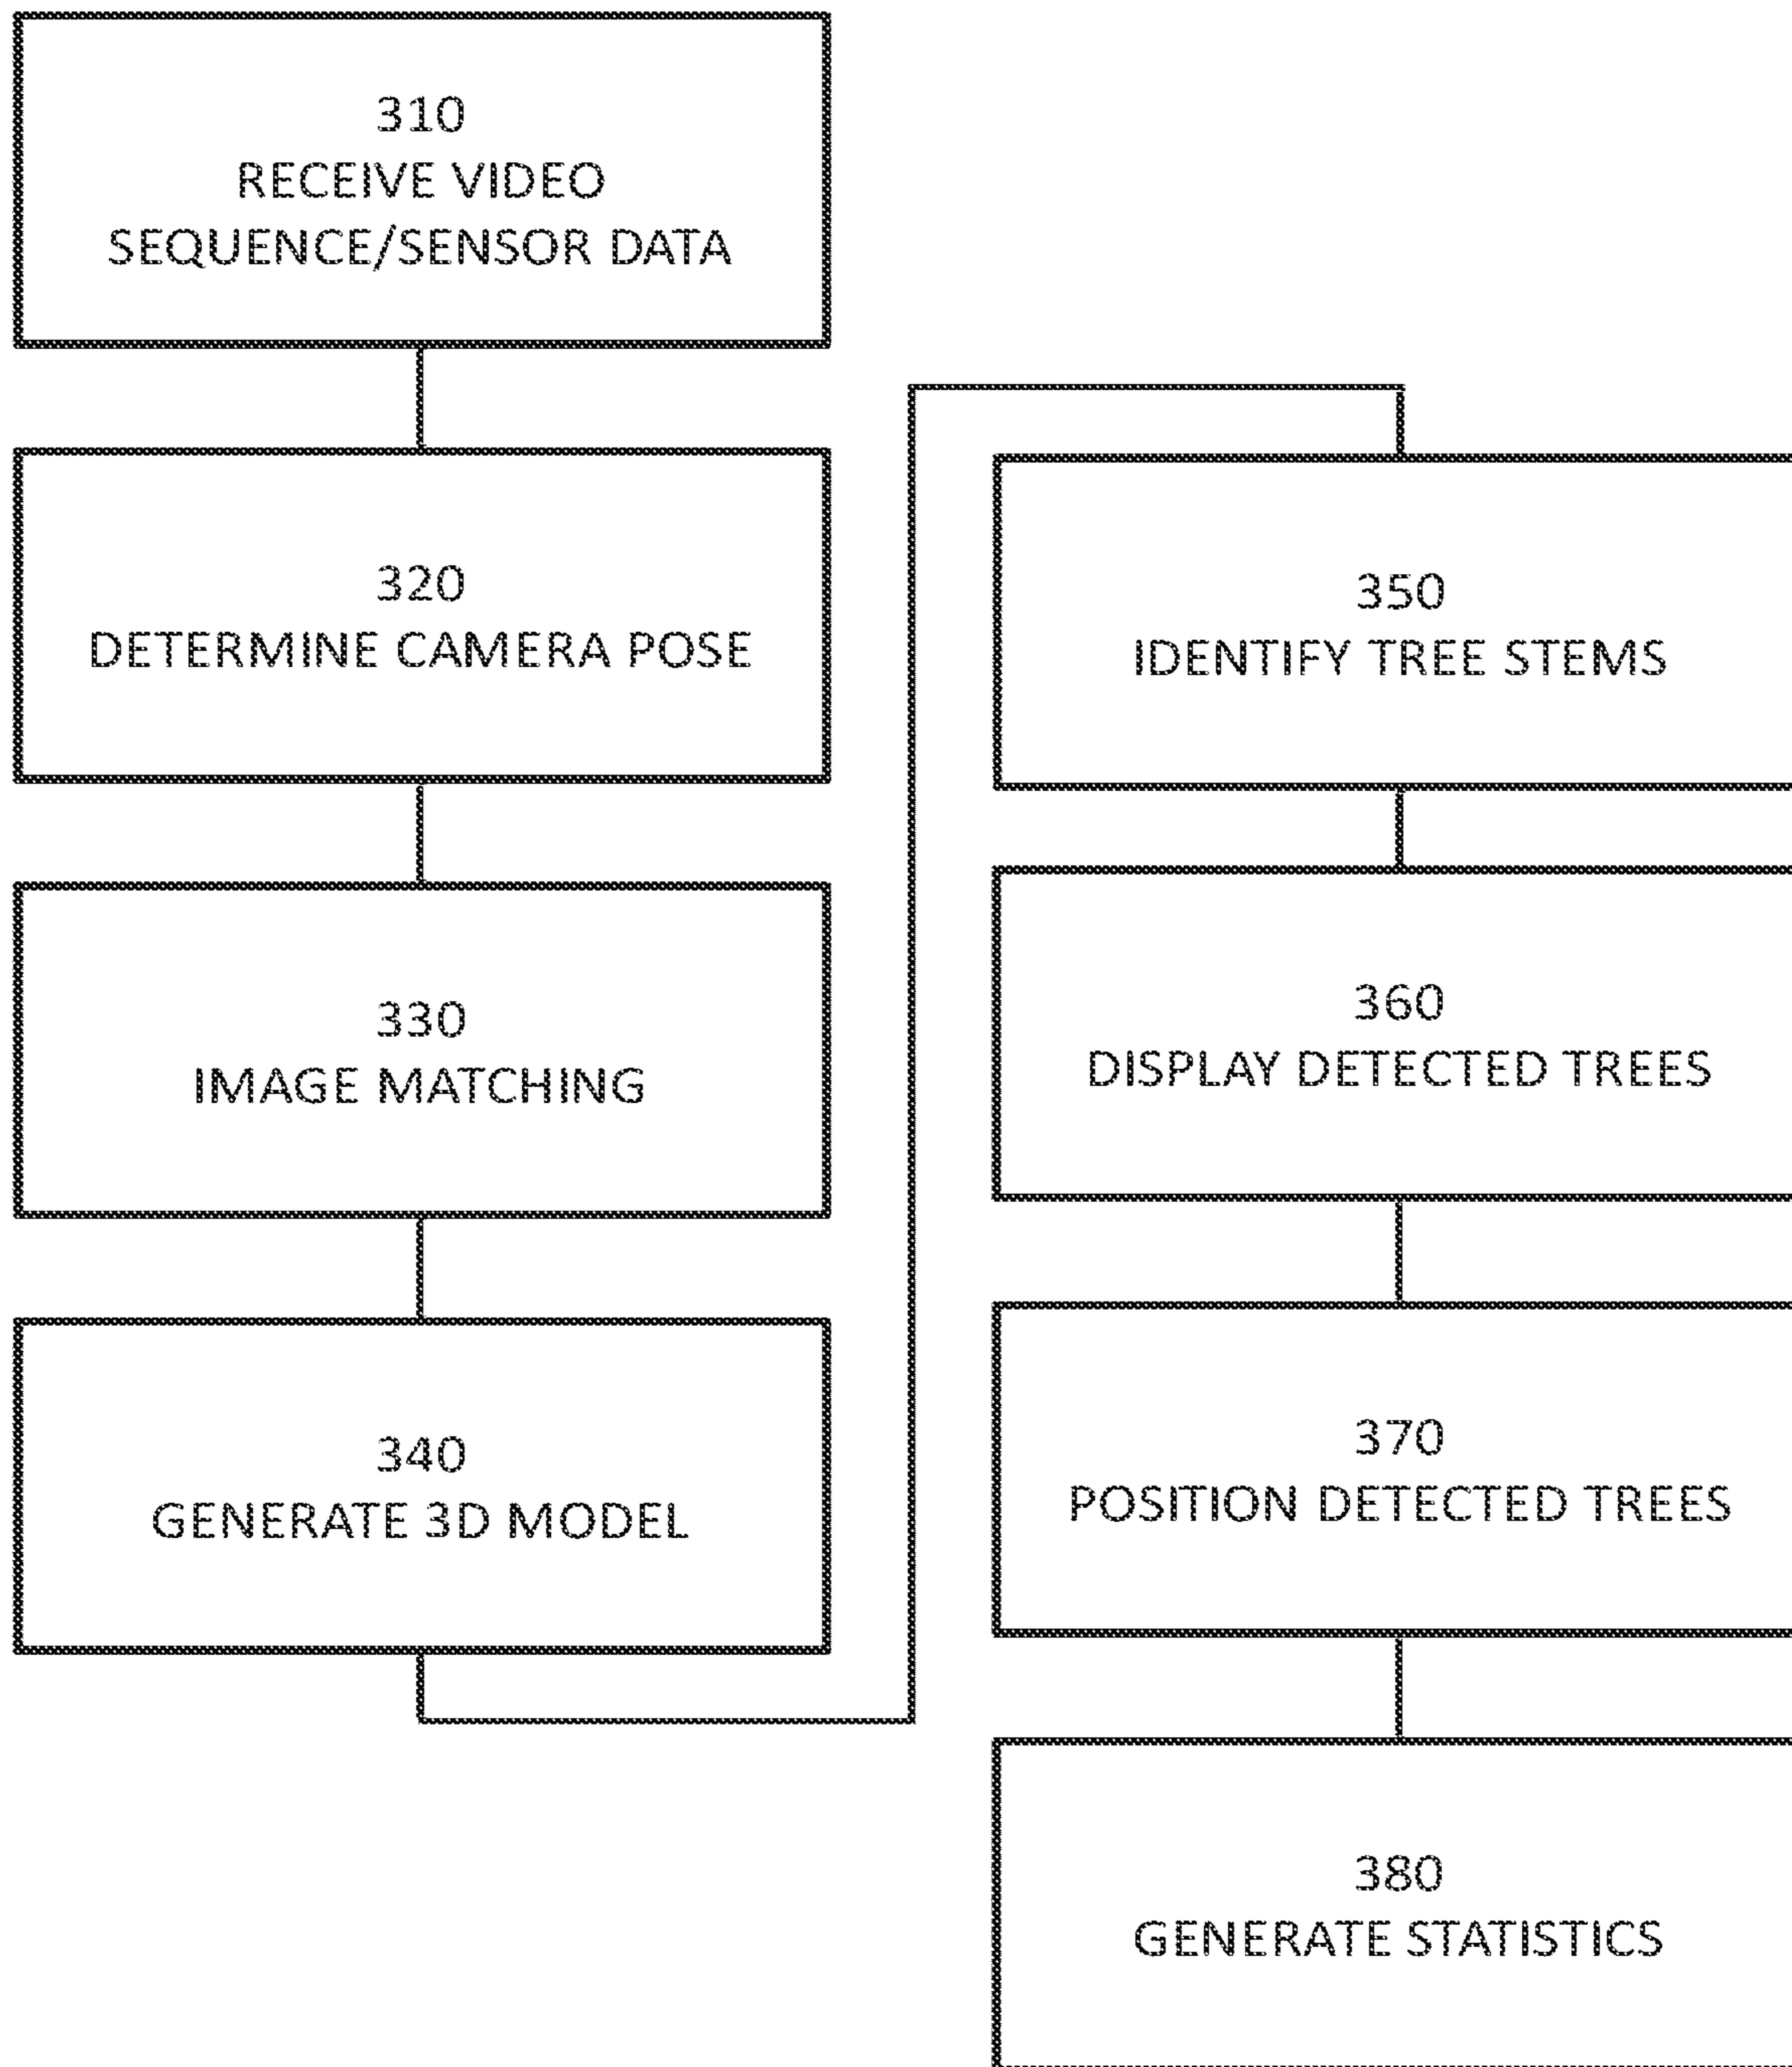 310
RECEIVE VIDEO
SEQUENCE/SENSOR DATA
320
DETERMINE CAMERA POSE
330
IMAGE MATCHING
340
GENERATE 3D MODEL
350
IDENTIFY TREE STEMS
360
DISPLAY DETECTED TREES
370
POSITION DETECTED TREES
380
GENERATE STATISTICS